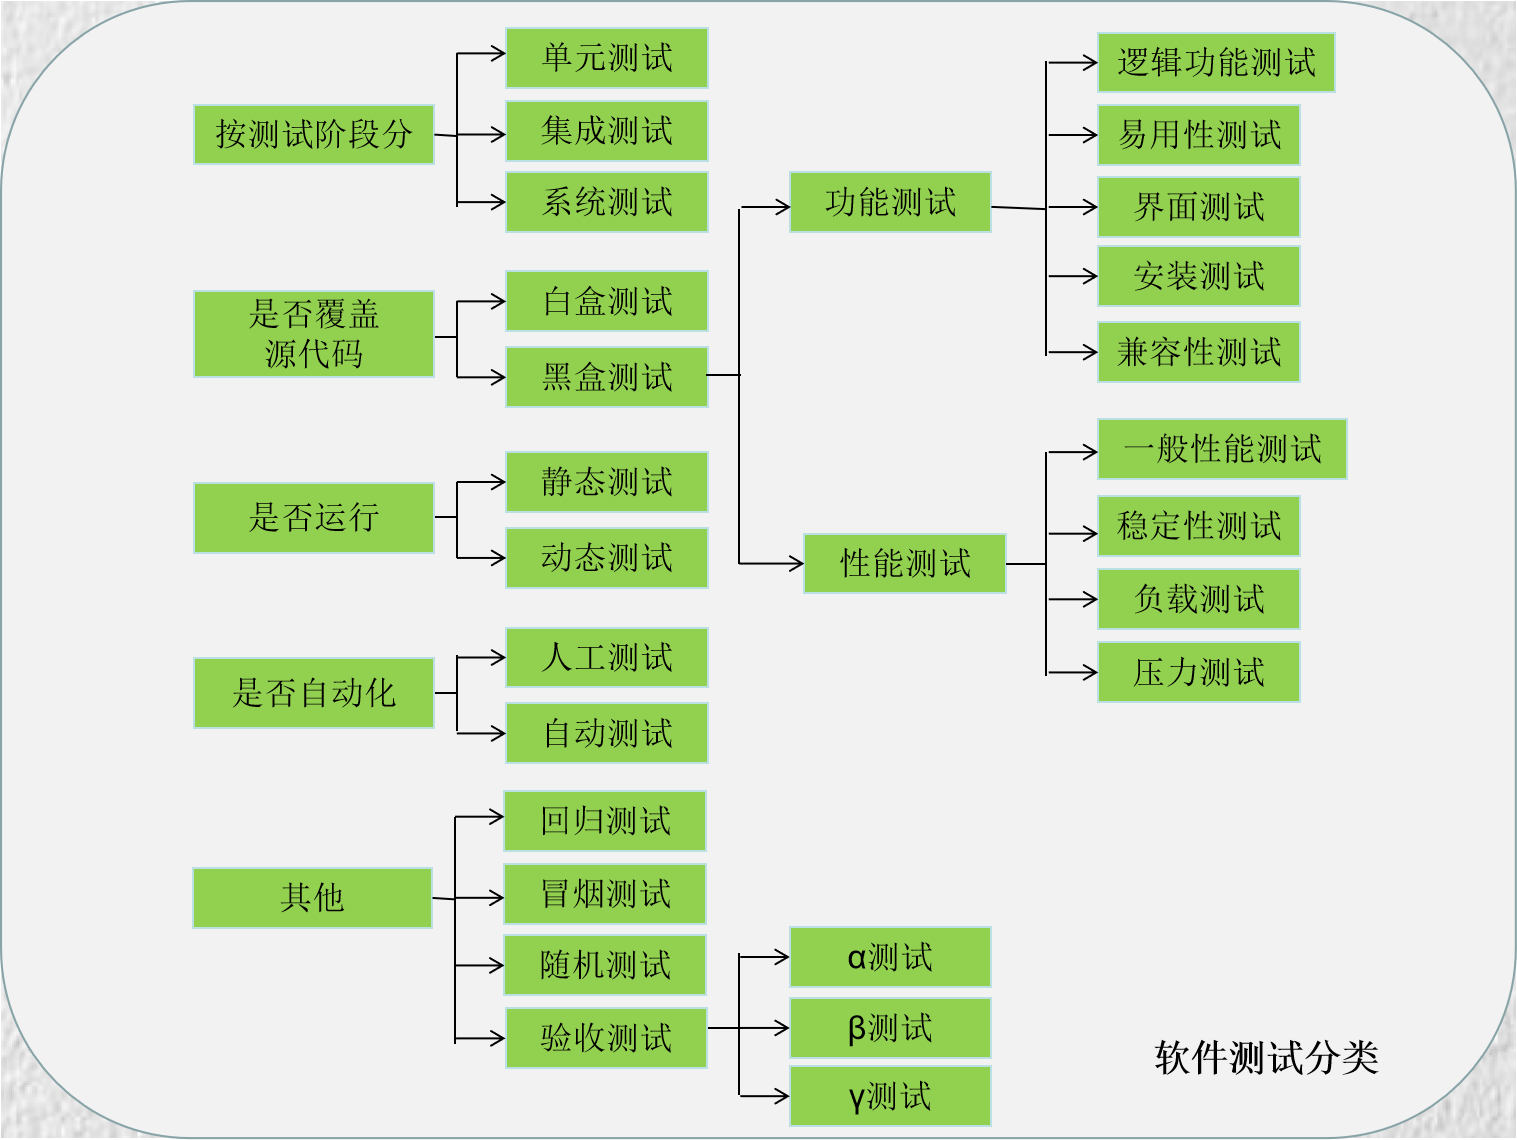 按测试阶段分
单元测试
集成测试
系统测试
是否覆盖
源代码
白盒测试
黑盒测试
功能测试
逻辑功能测试
易用性测试
界面测试
安装测试
兼容性测试
性能测试
一般性能测试
稳定性测试
负载测试
压力测试
是否运行
静态测试
动态测试
是否自动化
人工测试
自动测试
其他
回归测试
冒烟测试
随机测试
验收测试
α测试
β测试
γ测试
软件测试分类